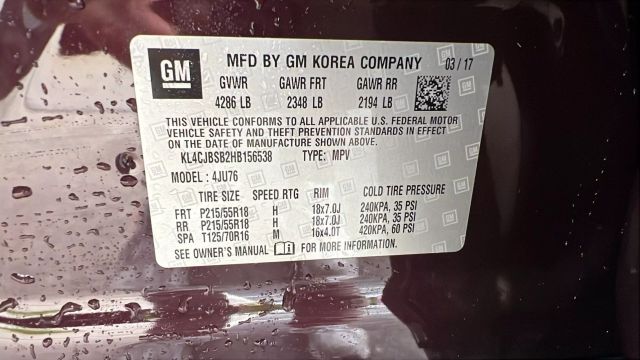 GM
MFD BY GM KOREA COMPANY 03/17
GVWR GAWR FRT GAWR RR
4286 LB 2348 LB 2194 LB
THIS VEHICLE CONFORMS TO ALL APPLICABLE U.S. FEDERAL MOTOR
VEHICLE SAFETY AND THEFT PREVENTION STANDARDS IN EFFECT
ON THE DATE OF MANUFACTURE SHOWN ABOVE.
KL4CJBSB2HB156538 TYPE: MPV
MODEL: 4JU76
TIRE SIZE SPEED RTG RIM COLD TIRE PRESSURE
FRT P215/55R18 H 18x7.0J 240KPA, 35 PSI
RR P215/55R18 H 18x7.0J 240KPA, 35 PSI
SPA T125/70R16 M 16x4.0T 420KPA, 60 PSI
SEE OWNER'S MANUAL FOR MORE INFORMATION.